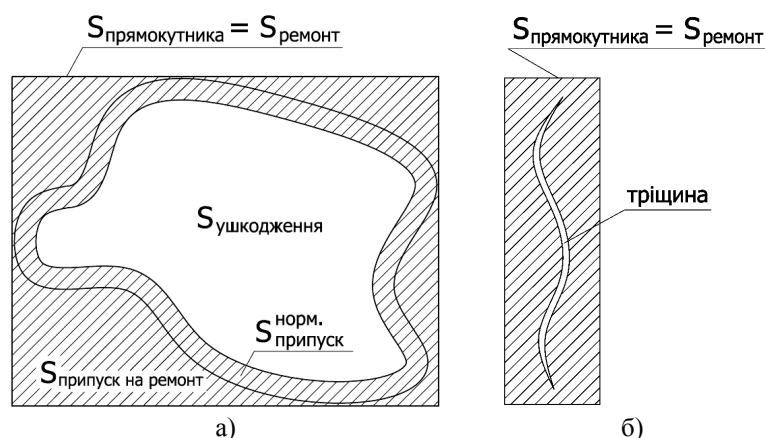 Sпрямокутника = Sремонт
Sпрямокутника = Sремонт
тріщина
Sушкодження
Sнорм. припуск
Sприпуск на ремонт
а)
б)